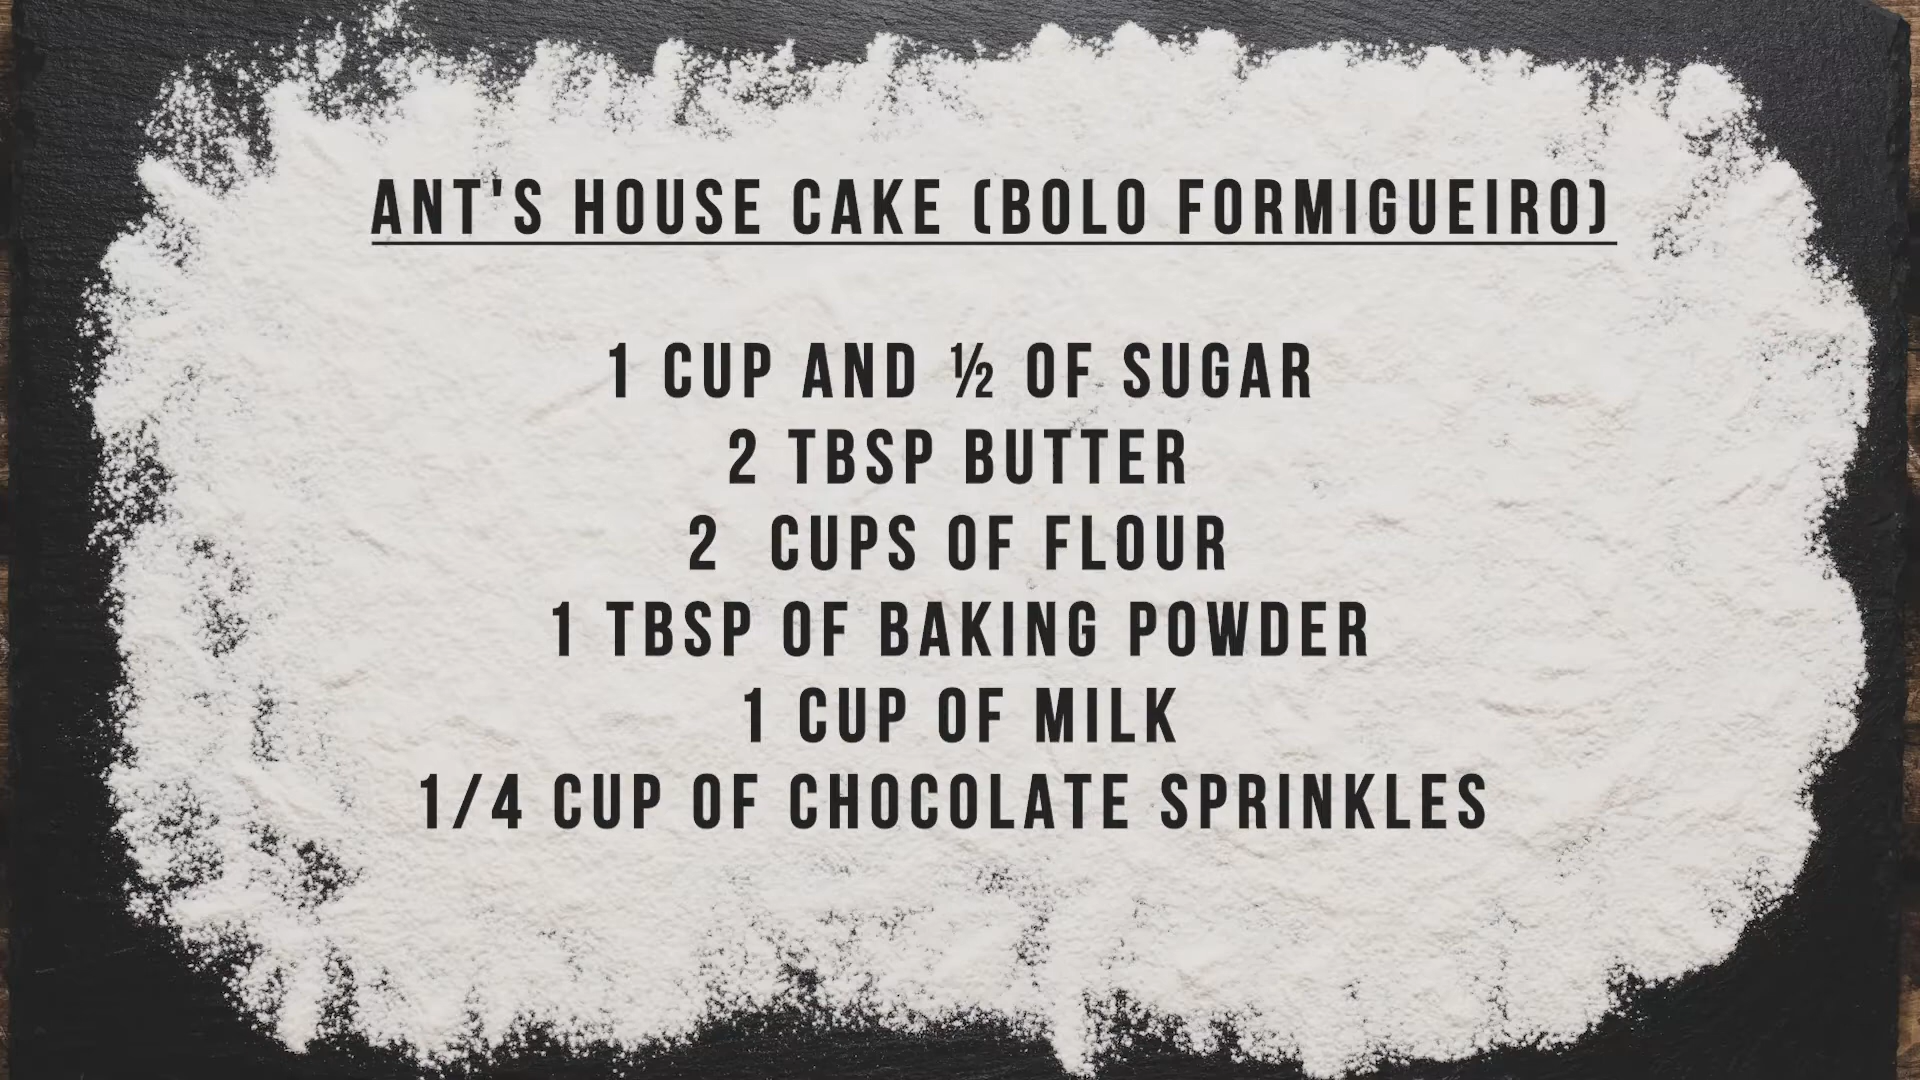 ANT'S HOUSE CAKE (BOLO FORMIGUEIRO)
1 CUP AND ½ OF SUGAR
2 TBSP BUTTER
2 CUPS OF FLOUR
1 TBSP OF BAKING POWDER
1 CUP OF MILK
1/4 CUP OF CHOCOLATE SPRINKLES